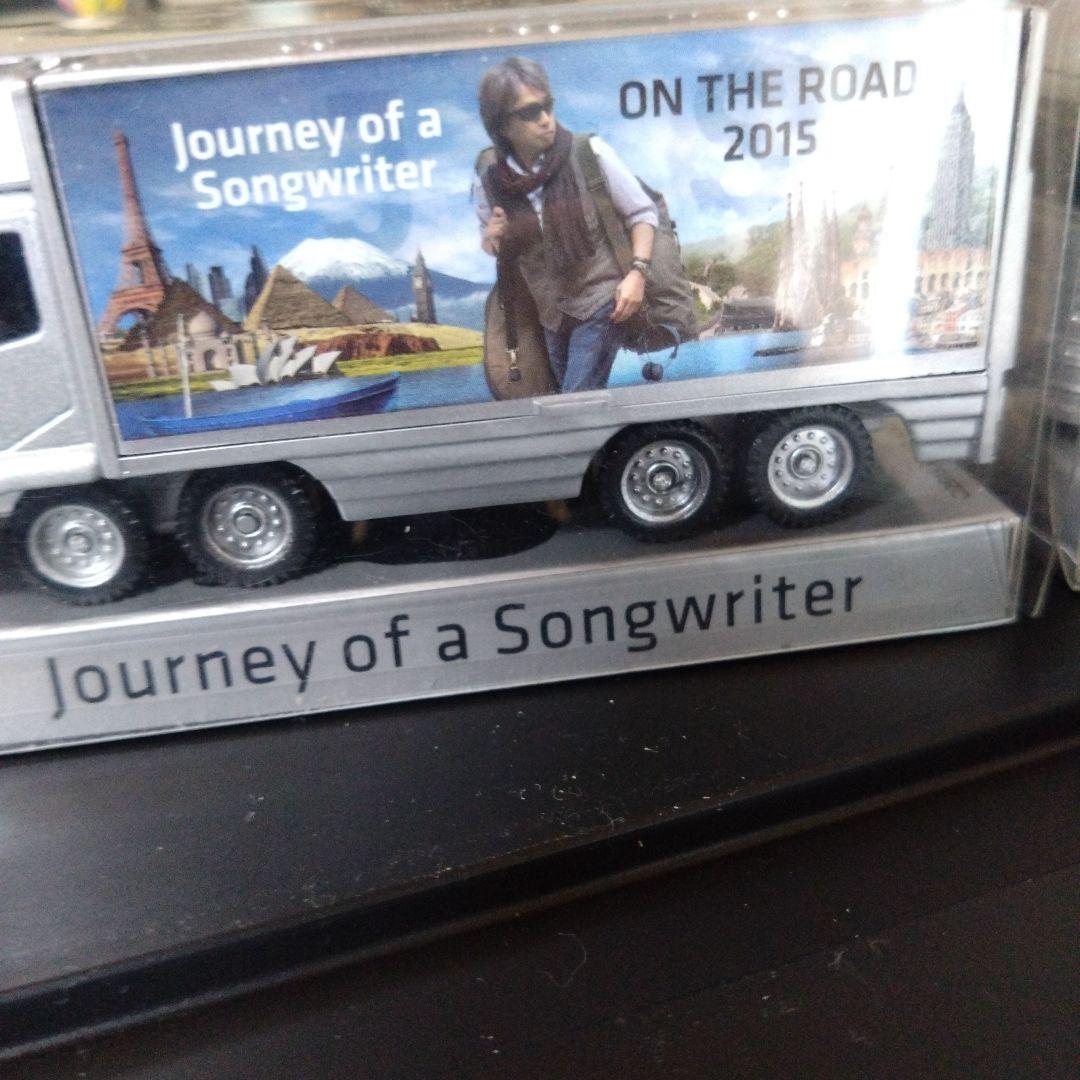 Journey of a
Songwriter
ON THE ROAD
2015
Journey of a Songwriter